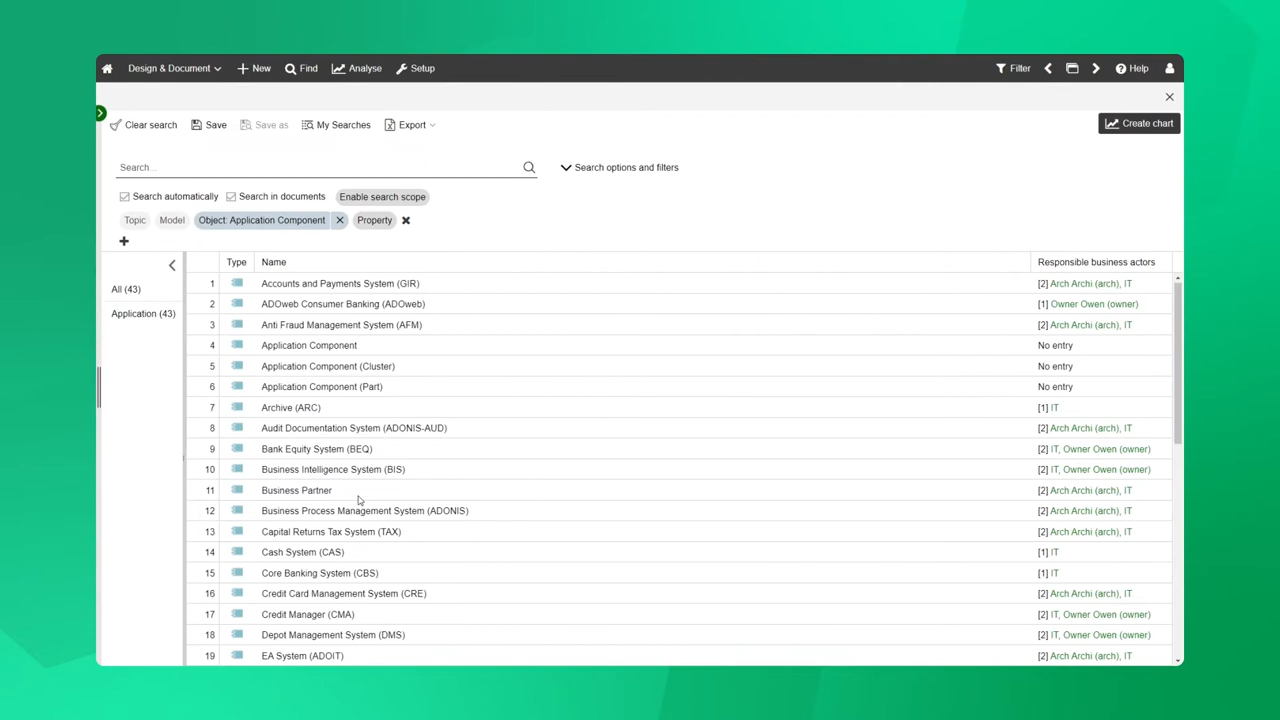 Design & Document New Find Analyse Setup Filter Help
Clear search Save Save as My Searches Export Create chart
Search... Search options and filters
Search automatically Search in documents Enable search scope
Topic Model Object: Application Component Property
All (43)
Application (43)
Type Name Responsible business actors
1 Accounts and Payments System (GIR) [2] Arch Archi (arch), IT
2 ADOweb Consumer Banking (ADOweb) [1] Owner Owen (owner)
3 Anti Fraud Management System (AFM) [2] Arch Archi (arch), IT
4 Application Component No entry
5 Application Component (Cluster) No entry
6 Application Component (Part) No entry
7 Archive (ARC) [1] IT
8 Audit Documentation System (ADONIS-AUD) [2] Arch Archi (arch), IT
9 Bank Equity System (BEQ) [2] IT, Owner Owen (owner)
10 Business Intelligence System (BIS) [2] IT, Owner Owen (owner)
11 Business Partner [2] Arch Archi (arch), IT
12 Business Process Management System (ADONIS) [2] Arch Archi (arch), IT
13 Capital Returns Tax System (TAX) [2] Arch Archi (arch), IT
14 Cash System (CAS) [1] IT
15 Core Banking System (CBS) [1] IT
16 Credit Card Management System (CRE) [2] Arch Archi (arch), IT
17 Credit Manager (CMA) [2] IT, Owner Owen (owner)
18 Depot Management System (DMS) [2] IT, Owner Owen (owner)
19 EA System (ADOIT) [2] Arch Archi (arch), IT